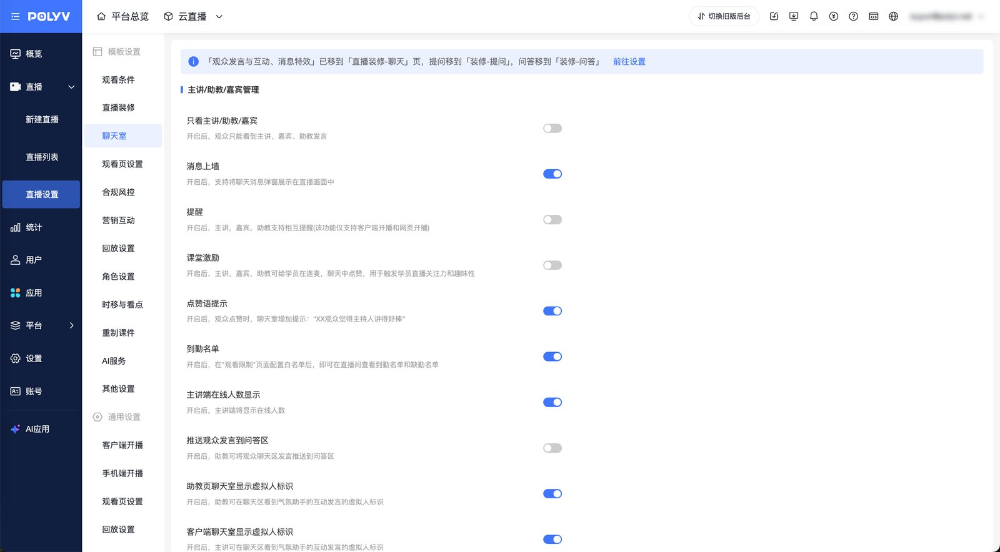 POLYV
平台总览
云直播
切换旧版后台
概览
直播
新建直播
直播列表
直播设置
统计
用户
应用
平台
设置
账号
AI应用
模板设置
观看条件
直播装修
聊天室
观看页设置
合规风控
营销互动
回放设置
角色设置
时移与看点
重制课件
AI服务
其他设置
通用设置
客户端开播
手机端开播
观看页设置
回放设置
「观众发言与互动、消息特效」已移到「直播装修-聊天」页，提问移到「装修-提问」，问答移到「装修-问答」 前往设置
主讲/助教/嘉宾管理
只看主讲/助教/嘉宾
开启后，观众只能看到主讲、嘉宾、助教发言
消息上墙
开启后，支持将聊天消息弹窗展示在直播画面中
提醒
开启后，主讲，嘉宾，助教支持相互提醒(该功能仅支持客户端开播和网页开播)
课堂激励
开启后，主讲，嘉宾，助教可给学员在连麦，聊天中点赞，用于触发学员直播关注力和趣味性
点赞语提示
开启后，观众点赞时，聊天室增加提示：“XX观众觉得主持人讲得好棒”
到勤名单
开启后，在"观看限制"页面配置白名单后，即可在直播间查看到勤名单和缺勤名单
主讲端在线人数显示
开启后，主讲端将显示在线人数
推送观众发言到问答区
开启后，助教可将观众聊天区发言推送到问答区
助教页聊天室显示虚拟人标识
开启后，助教可在聊天区看到气氛助手的互动发言的虚拟人标识
客户端聊天室显示虚拟人标识
开启后，主讲可在聊天区看到气氛助手的互动发言的虚拟人标识